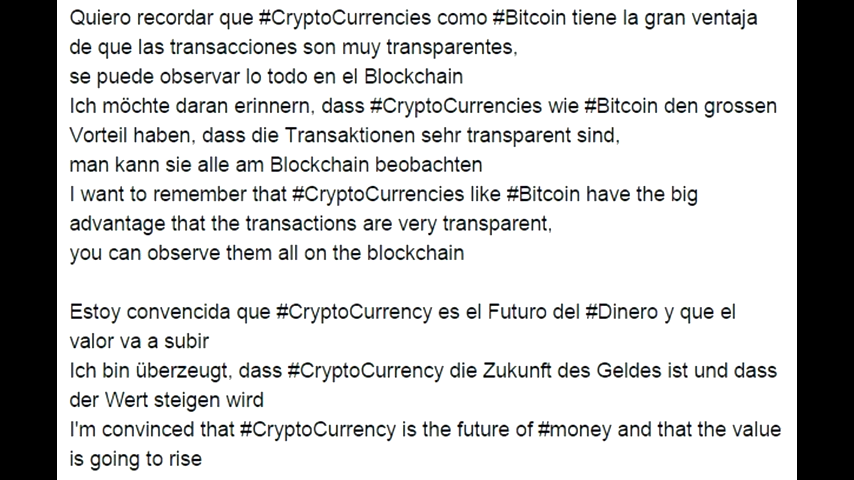 Quiero recordar que #CryptoCurrencies como #Bitcoin tiene la gran ventaja
de que las transacciones son muy transparentes,
se puede observar lo todo en el Blockchain
Ich möchte daran erinnern, dass #CryptoCurrencies wie #Bitcoin den grossen
Vorteil haben, dass die Transaktionen sehr transparent sind,
man kann sie alle am Blockchain beobachten
I want to remember that #CryptoCurrencies like #Bitcoin have the big
advantage that the transactions are very transparent,
you can observe them all on the blockchain
Estoy convencida que #CryptoCurrency es el Futuro del #Dinero y que el
valor va a subir
Ich bin überzeugt, dass #CryptoCurrency die Zukunft des Geldes ist und dass
der Wert steigen wird
I'm convinced that #CryptoCurrency is the future of #money and that the value
is going to rise